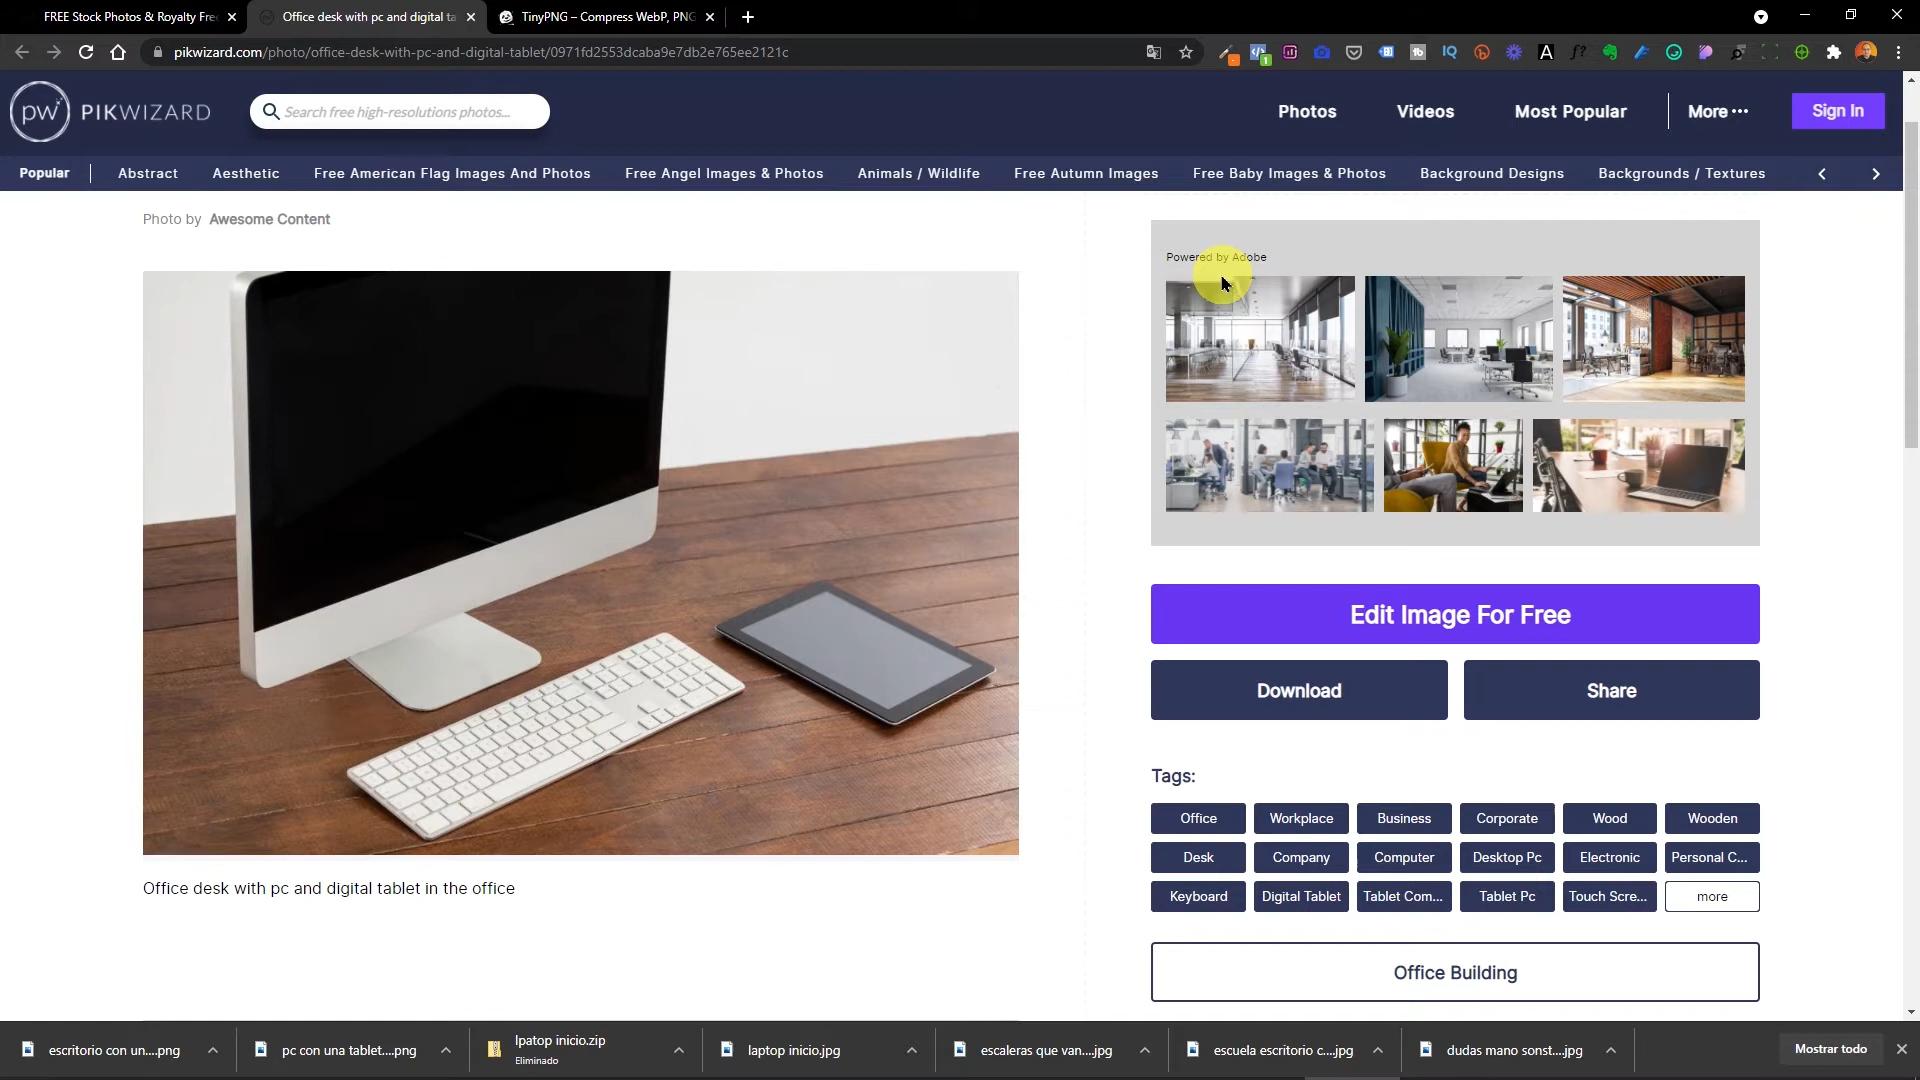 FREE Stock Photos & Royalty Fre
Office desk with pc and digital ta
TinyPNG – Compress WebP, PNG
pikwizard.com/photo/office-desk-with-pc-and-digital-tablet/0971fd2553dcaba9e7db2e765ee2121c
pw PIKWIZARD
Search free high-resolutions photos...
Photos
Videos
Most Popular
More
Sign In
Popular
Abstract
Aesthetic
Free American Flag Images And Photos
Free Angel Images & Photos
Animals / Wildlife
Free Autumn Images
Free Baby Images & Photos
Background Designs
Backgrounds / Textures
Photo by Awesome Content
Powered by Adobe
Edit Image For Free
Download
Share
Tags:
Office
Workplace
Business
Corporate
Wood
Wooden
Desk
Company
Computer
Desktop Pc
Electronic
Personal C...
Keyboard
Digital Tablet
Tablet Com...
Tablet Pc
Touch Scre...
more
Office Building
Office desk with pc and digital tablet in the office
escritorio con un....png
pc con una tablet....png
lpatop inicio.zip
Eliminado
laptop inicio.jpg
escaleras que van....jpg
escuela escritorio c....jpg
dudas mano sonst....jpg
Mostrar todo